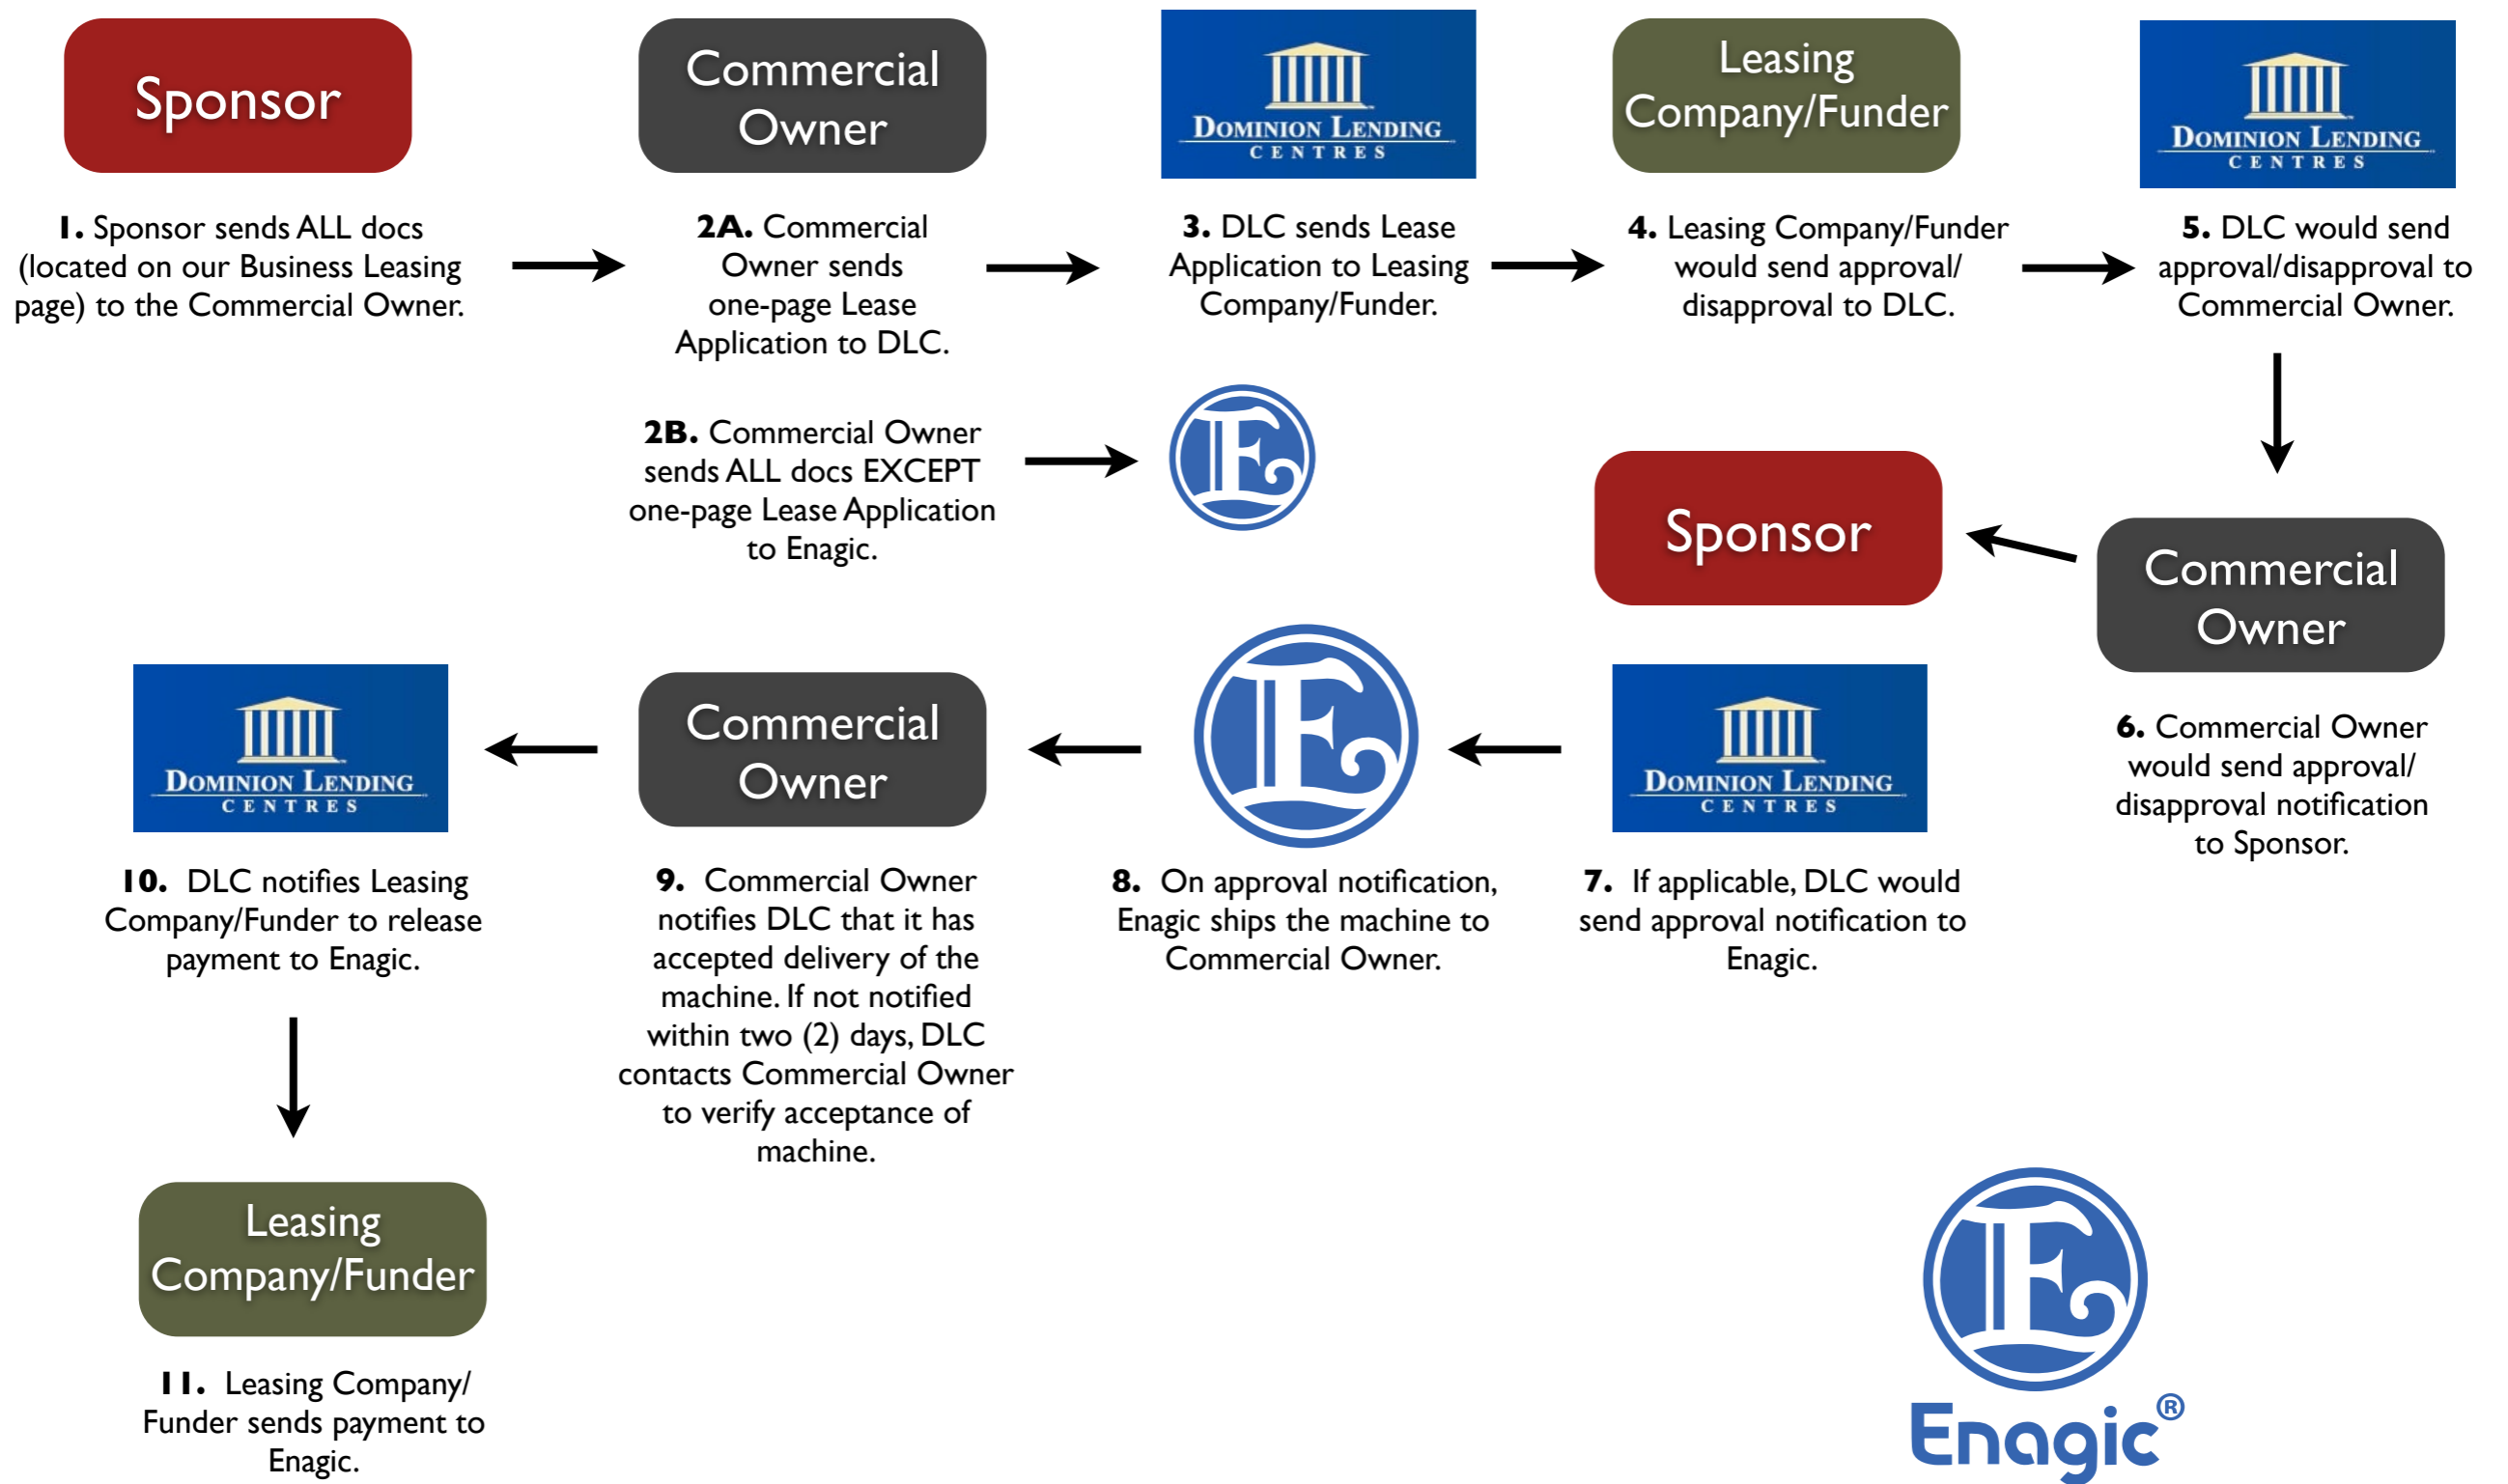 Sponsor
1. Sponsor sends ALL docs
(located on our Business Leasing
page) to the Commercial Owner.
Commercial
Owner
2A. Commercial
Owner sends
one-page Lease
Application to DLC.
2B. Commercial Owner
sends ALL docs EXCEPT
one-page Lease Application
to Enagic.
E
DOMINION LENDING
CENTRES
3. DLC sends Lease
Application to Leasing
Company/Funder.
Leasing
Company/Funder
4. Leasing Company/Funder
would send approval/
disapproval to DLC.
DOMINION LENDING
CENTRES
5. DLC would send
approval/disapproval to
Commercial Owner.
Sponsor
Commercial
Owner
6. Commercial Owner
would send approval/
disapproval notification
to Sponsor.
DOMINION LENDING
CENTRES
7. If applicable, DLC would
send approval notification to
Enagic.
E
8. On approval notification,
Enagic ships the machine to
Commercial Owner.
Commercial
Owner
9. Commercial Owner
notifies DLC that it has
accepted delivery of the
machine. If not notified
within two (2) days, DLC
contacts Commercial Owner
to verify acceptance of
machine.
DOMINION LENDING
CENTRES
10. DLC notifies Leasing
Company/Funder to release
payment to Enagic.
Leasing
Company/Funder
11. Leasing Company/
Funder sends payment to
Enagic.
E
Enagic®